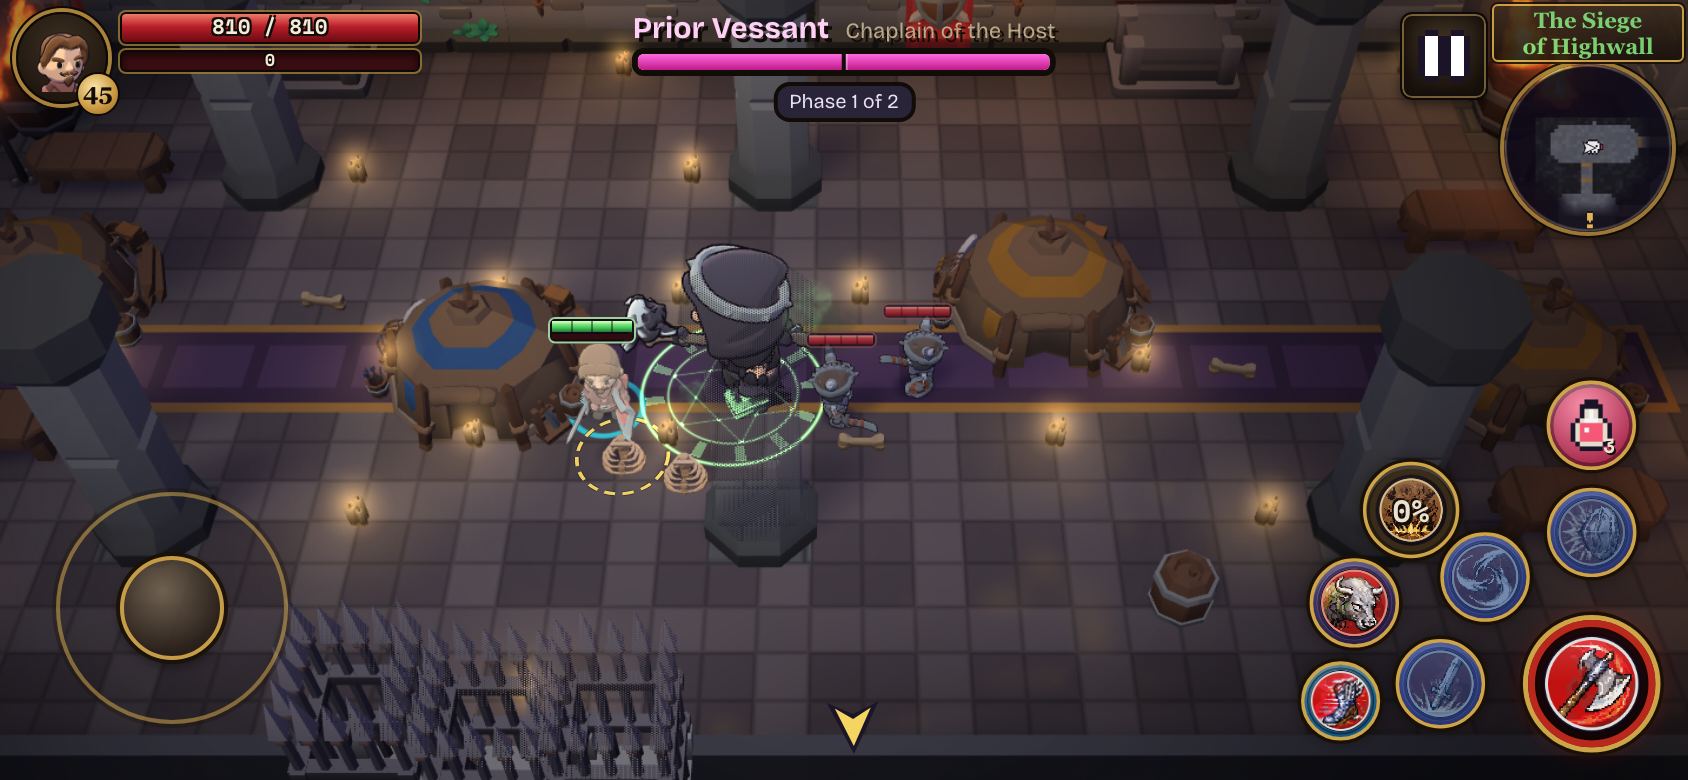 810 / 810
0
45
Prior Vessant Chaplain of the Host
Phase 1 of 2
The Siege
of Highwall
!
5
0%